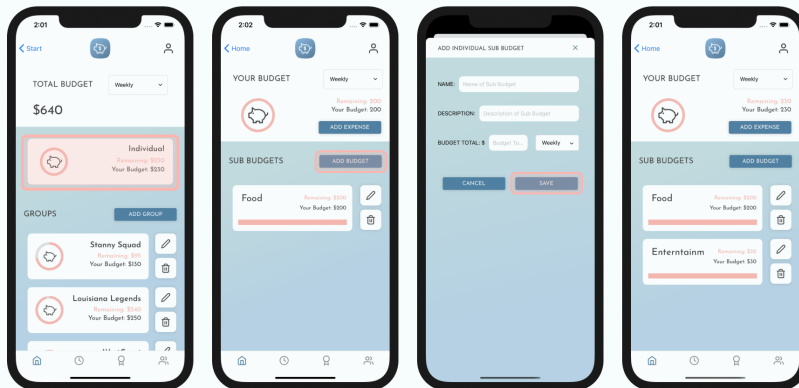 2:01
Start
TOTAL BUDGET
Weekly
$640
Individual
Remaining: $230
Your Budget: $230
GROUPS
ADD GROUP
Stanny Squad
Remaining: $95
Your Budget: $150
Louisiana Legends
Remaining: $240
Your Budget: $250
2:02
Home
YOUR BUDGET
Weekly
Remaining: 200
Your Budget: 200
ADD EXPENSE
SUB BUDGETS
ADD BUDGET
Food
Remaining: $200
Your Budget: $200
ADD INDIVIDUAL SUB BUDGET
NAME:
Name of Sub Budget
DESCRIPTION:
Description of Sub Budget
BUDGET TOTAL: $
Budget To...
Weekly
CANCEL
SAVE
2:01
Home
YOUR BUDGET
Weekly
Remaining: 230
Your Budget: 230
ADD EXPENSE
SUB BUDGETS
ADD BUDGET
Food
Remaining: $200
Your Budget: $200
Enterntainm
Remaining: $30
Your Budget: $30